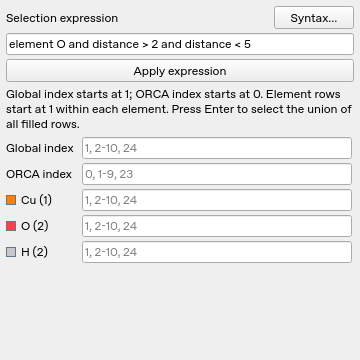 Selection expression
Syntax...
element O and distance > 2 and distance < 5
Apply expression
Global index starts at 1; ORCA index starts at 0. Element rows
start at 1 within each element. Press Enter to select the union of
all filled rows.
Global index 1, 2-10, 24
ORCA index 0, 1-9, 23
Cu (1) 1, 2-10, 24
O (2) 1, 2-10, 24
H (2) 1, 2-10, 24